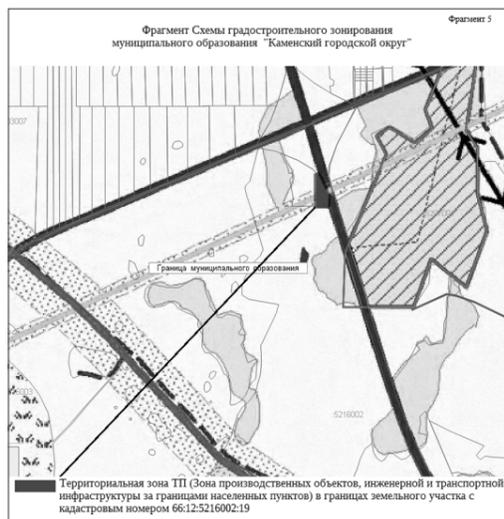 Фрагмент 5
Фрагмент Схемы градостроительного зонирования
муниципального образования "Каменский городской округ"
3007
Граница муниципального образования
5216002
Территориальная зона ТП (Зона производственных объектов, инженерной и транспортной
инфраструктуры за границами населенных пунктов) в границах земельного участка с
кадастровым номером 66:12:5216002:19